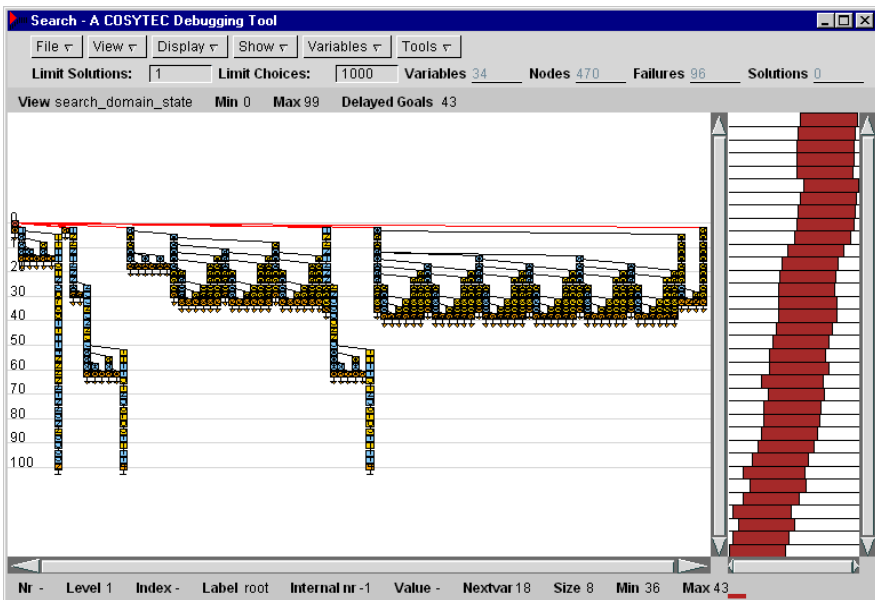 Search - A COSYTEC Debugging Tool
File View Display Show Variables Tools
Limit Solutions: 1 Limit Choices: 1000 Variables 34 Nodes 470 Failures 96 Solutions 0
View search_domain_state Min 0 Max 99 Delayed Goals 43
0
2
30
40
50
60
70
80
90
100
Nr - Level 1 Index - Label root Internal nr -1 Value - Nextvar 18 Size 8 Min 36 Max 43